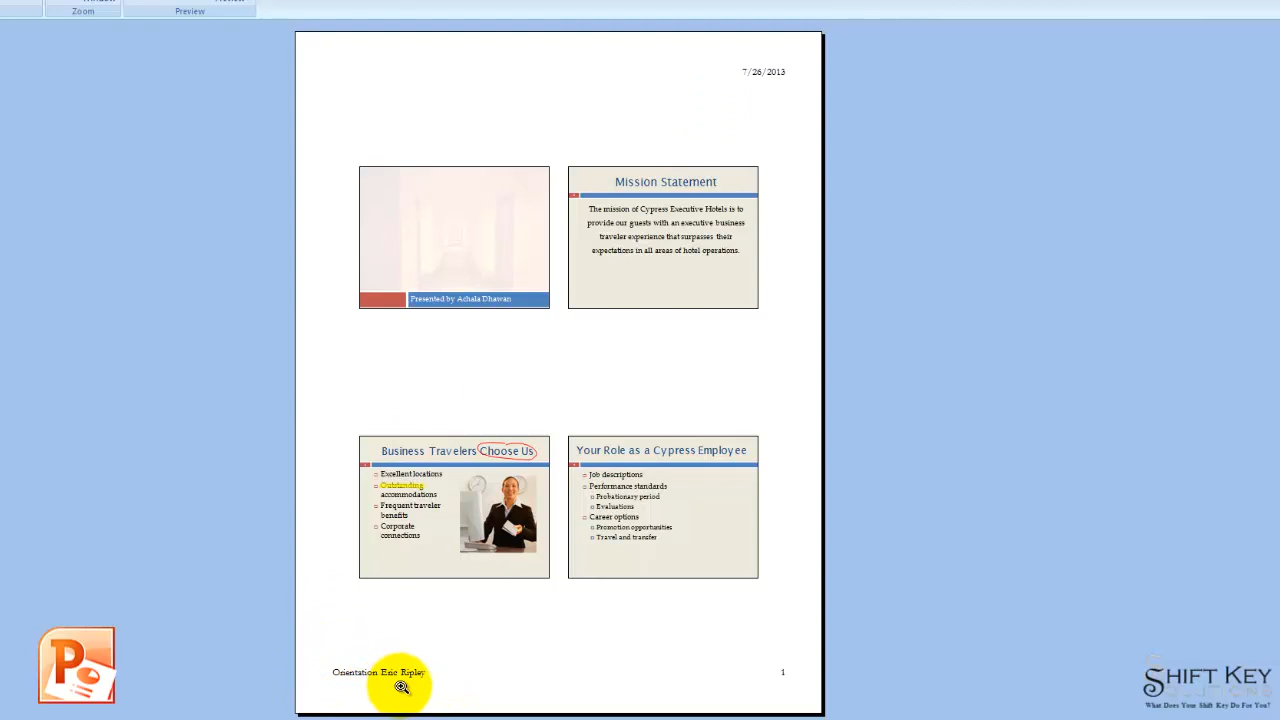 Zoom
Preview
7/26/2013
Presented by Achala Dhawan
Mission Statement
The mission of Cypress Executive Hotels is to
provide our guests with an executive business
traveler experience that surpasses their
expectations in all areas of hotel operations.
Business Travelers Choose Us
Excellent locations
Outstanding
accommodations
Frequent traveler
benefits
Corporate
connections
Your Role as a Cypress Employee
Job descriptions
Performance standards
Probationary period
Evaluations
Career options
Promotion opportunities
Travel and transfer
Orientation Eric Ripley
1
P
SHIFT KEY
SOLUTIONS
What Does Your Shift Key Do For You?